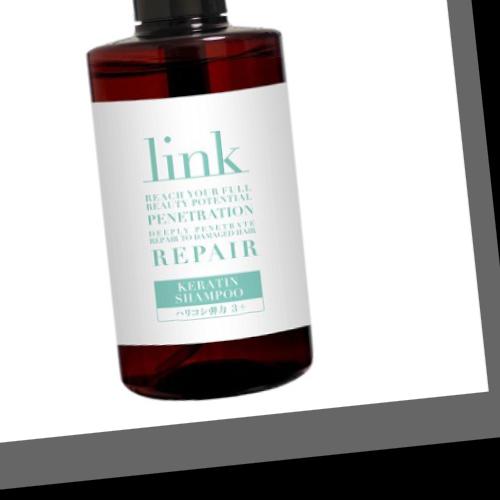 link
REACH YOUR FULL
BEAUTY POTENTIAL
PENETRATION
DEEPLY PENETRATE
REPAIR TO DAMAGED HAIR
REPAIR
KERATIN
SHAMPOO
ハリコシ弾力 3+